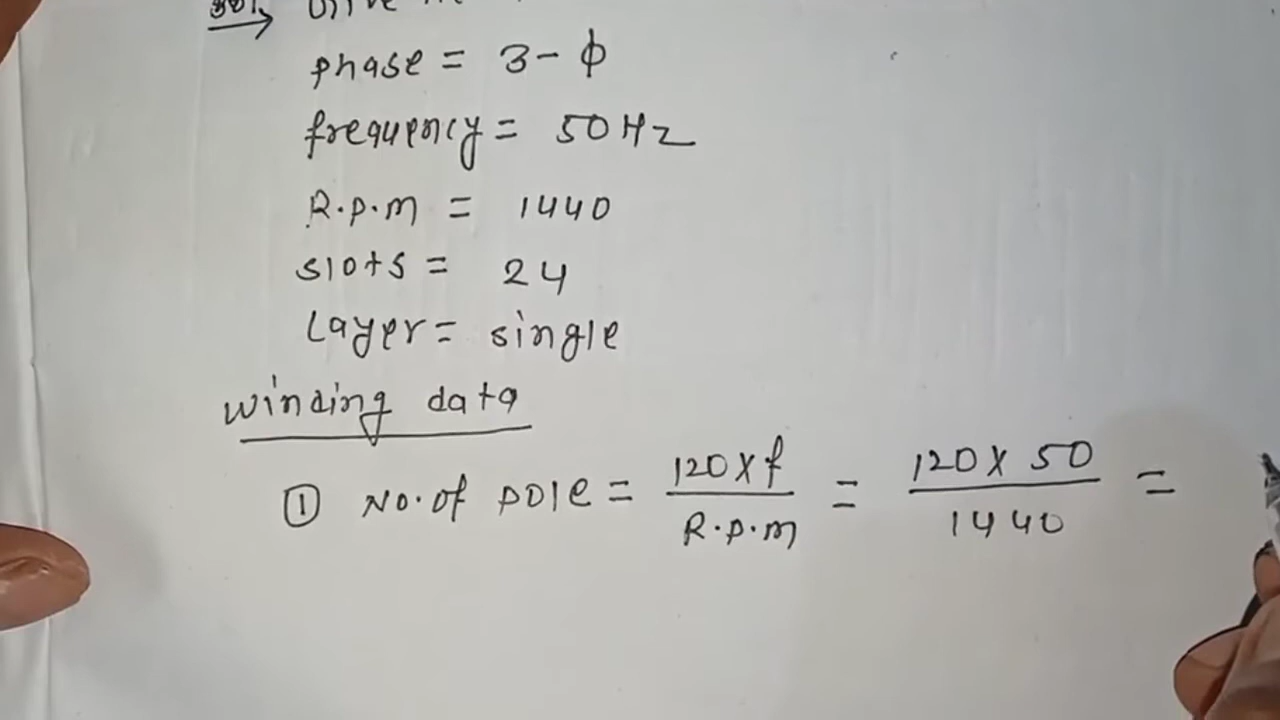 phase = 3-ϕ
frequency = 50Hz
R.P.M = 1440
slots = 24
Layer = single
winding data
① No. of pole = 120 x f / R.P.M = 120 x 50 / 1440 =